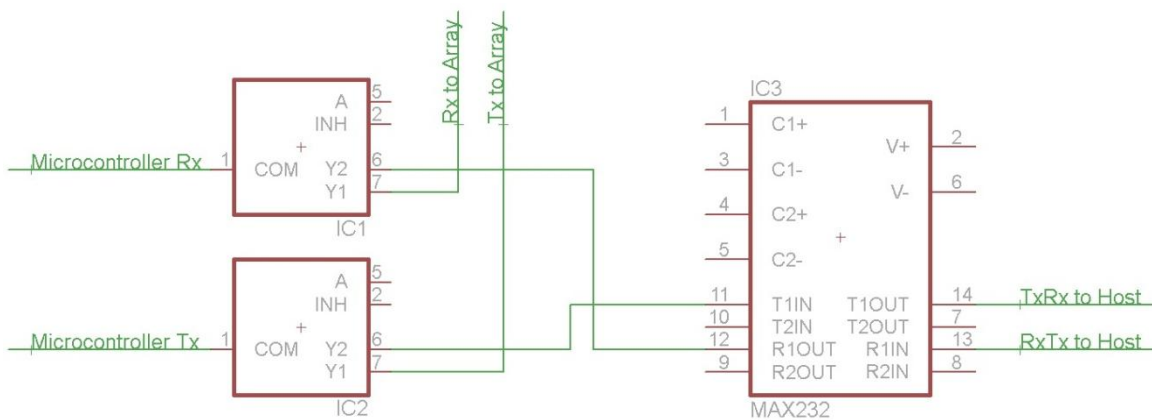 Rx to Array
Tx to Array
Microcontroller Rx
1
COM
A
5
INH
2
Y2
6
Y1
7
IC1
Microcontroller Tx
1
COM
A
5
INH
2
Y2
6
Y1
7
IC2
IC3
1 C1+
3 C1-
4 C2+
5 C2-
11 T1IN
10 T2IN
12 R1OUT
9 R2OUT
V+ 2
V- 6
T1OUT 14
T2OUT 7
R1IN 13
R2IN 8
TxRx to Host
RxTx to Host
MAX232